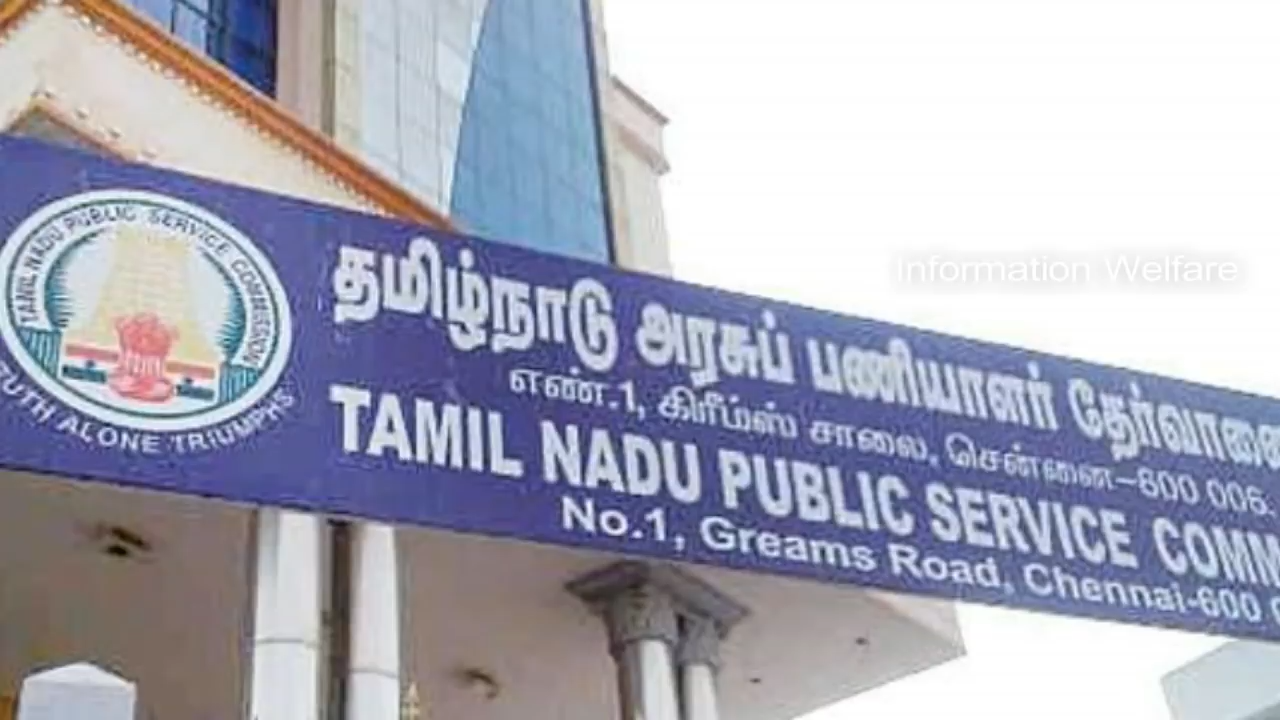 TAMIL NADU PUBLIC SERVICE COMMISSION
TRUTH ALONE TRIUMPHS
தமிழ்நாடு அரசுப் பணியாளர்
எண்.1, கிரீம்ஸ் சாலை, சென்னை-600 006.
TAMIL NADU PUBLIC SERVICE COMM
No.1, Greams Road, Chennai-600
Information Welfare